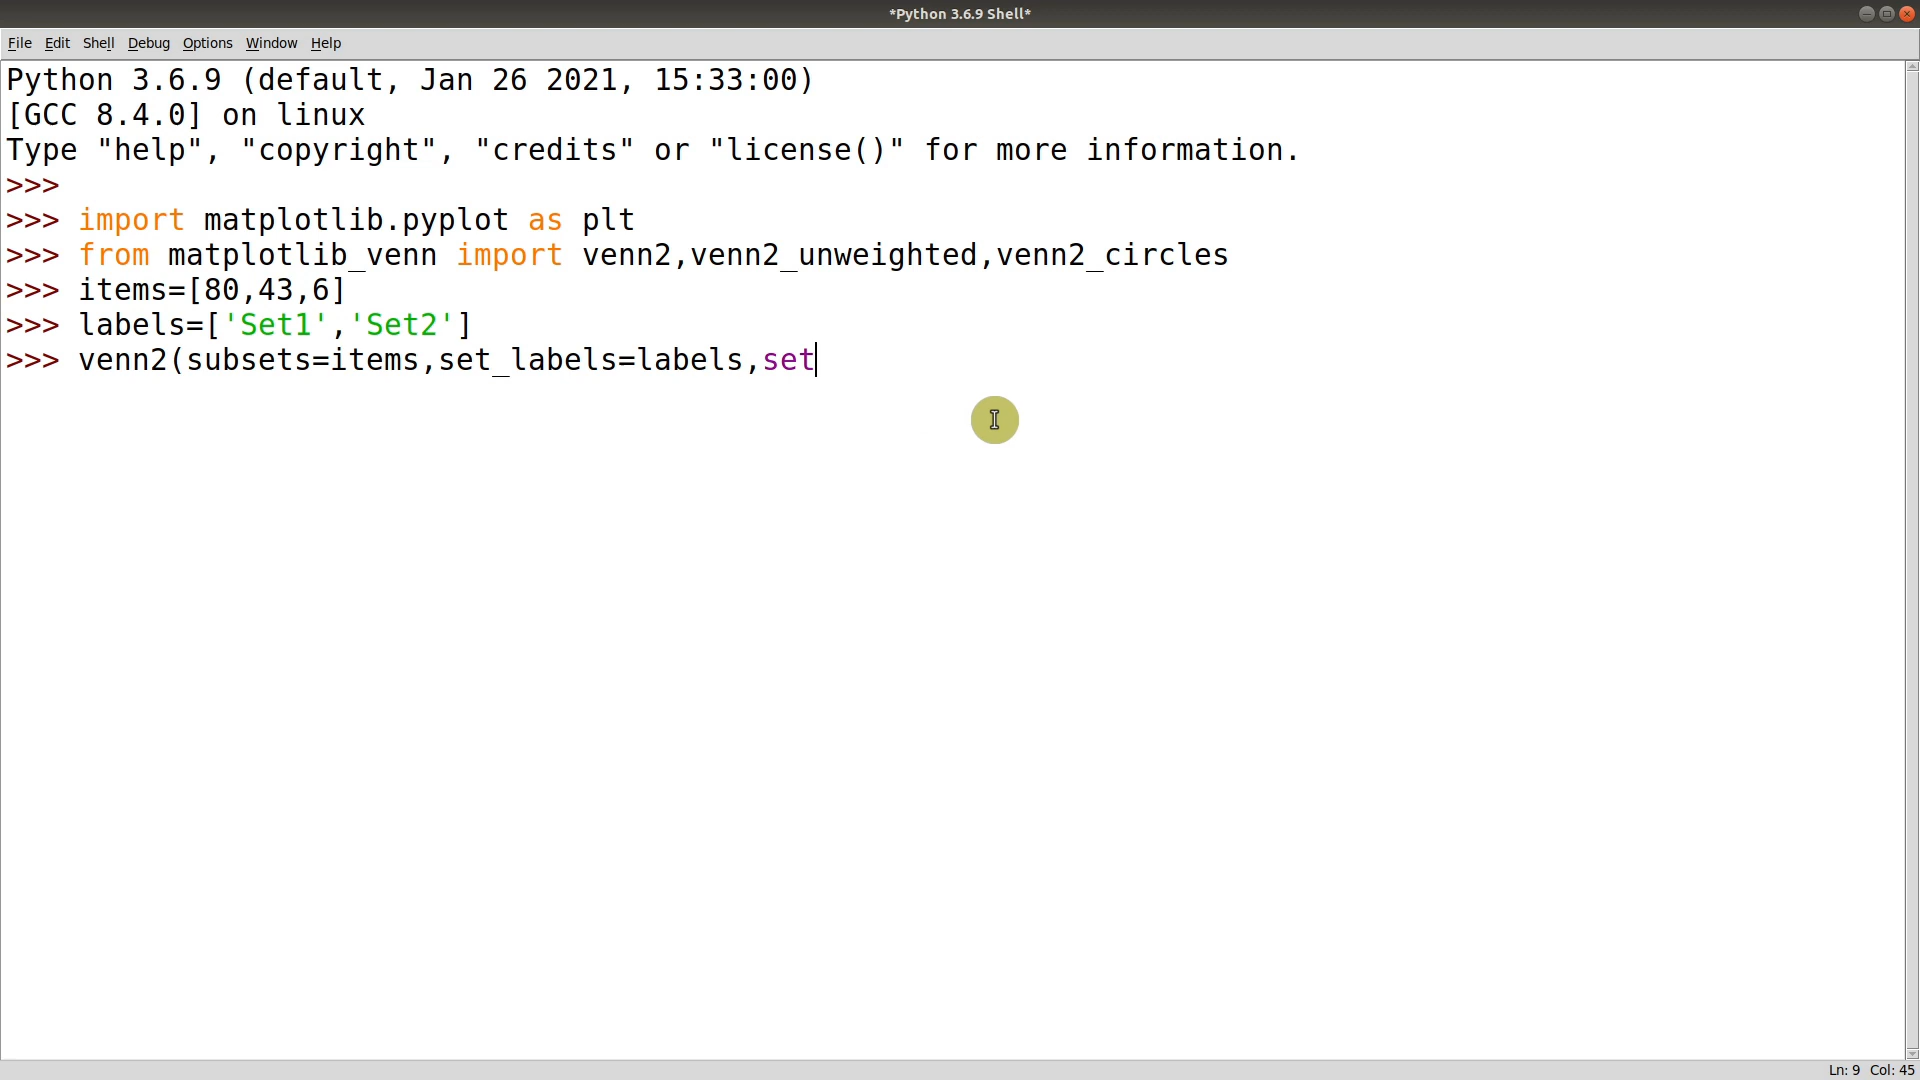 *Python 3.6.9 Shell*
File Edit Shell Debug Options Window Help
Python 3.6.9 (default, Jan 26 2021, 15:33:00)
[GCC 8.4.0] on linux
Type "help", "copyright", "credits" or "license()" for more information.
>>>
>>> import matplotlib.pyplot as plt
>>> from matplotlib_venn import venn2,venn2_unweighted,venn2_circles
>>> items=[80,43,6]
>>> labels=['Set1','Set2']
>>> venn2(subsets=items,set_labels=labels,set
Ln: 9 Col: 45